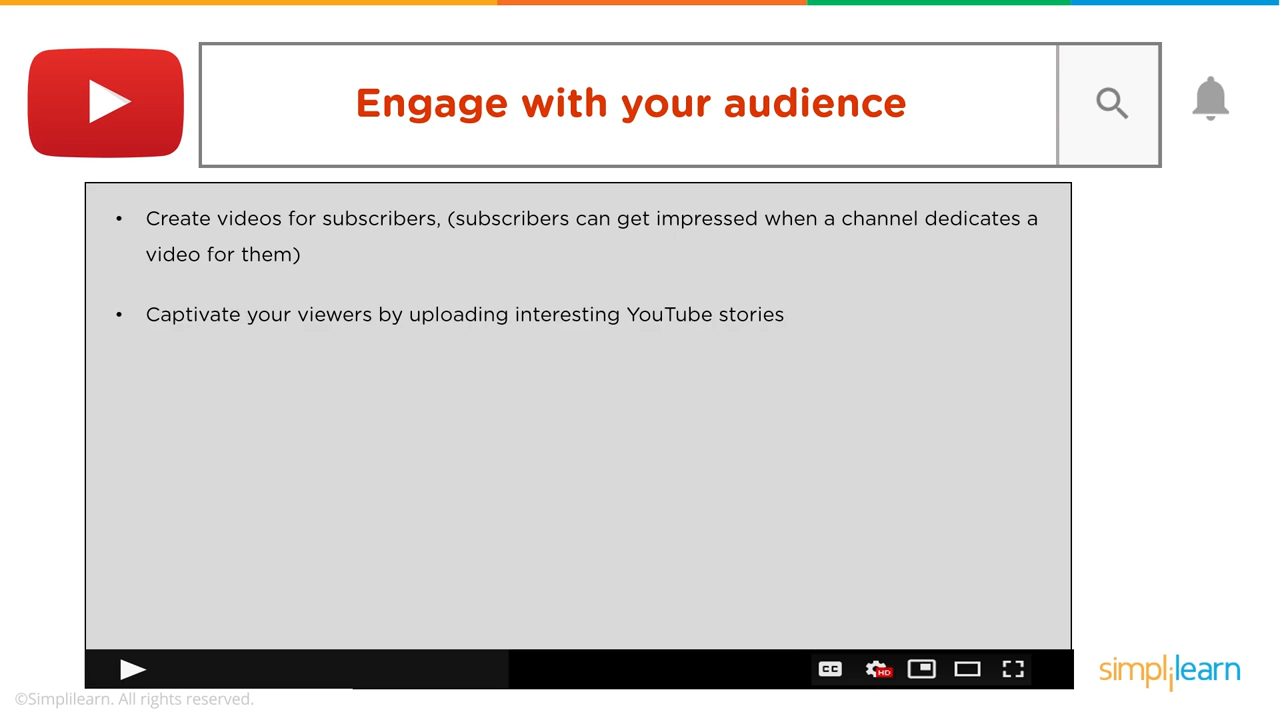 Engage with your audience
• Create videos for subscribers, (subscribers can get impressed when a channel dedicates a
video for them)
• Captivate your viewers by uploading interesting YouTube stories
CC
HD
simplilearn
©Simplilearn. All rights reserved.